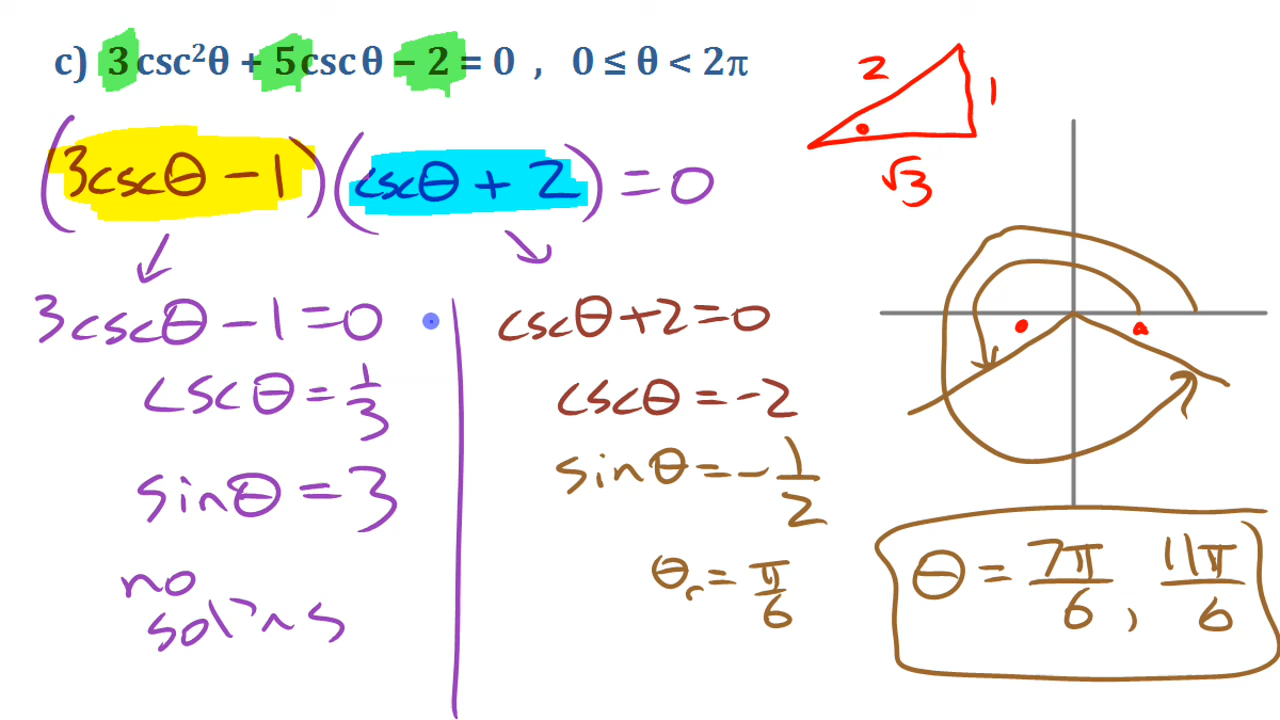 c) 3csc²θ + 5cscθ − 2 = 0 , 0 ≤ θ < 2π
2
1
√3
(3cscθ − 1)(cscθ + 2) = 0
3cscθ − 1 = 0
cscθ = 1/3
sinθ = 3
no
sol'ns
cscθ + 2 = 0
cscθ = -2
sinθ = -1/2
θr = π/6
θ = 7π/6, 11π/6